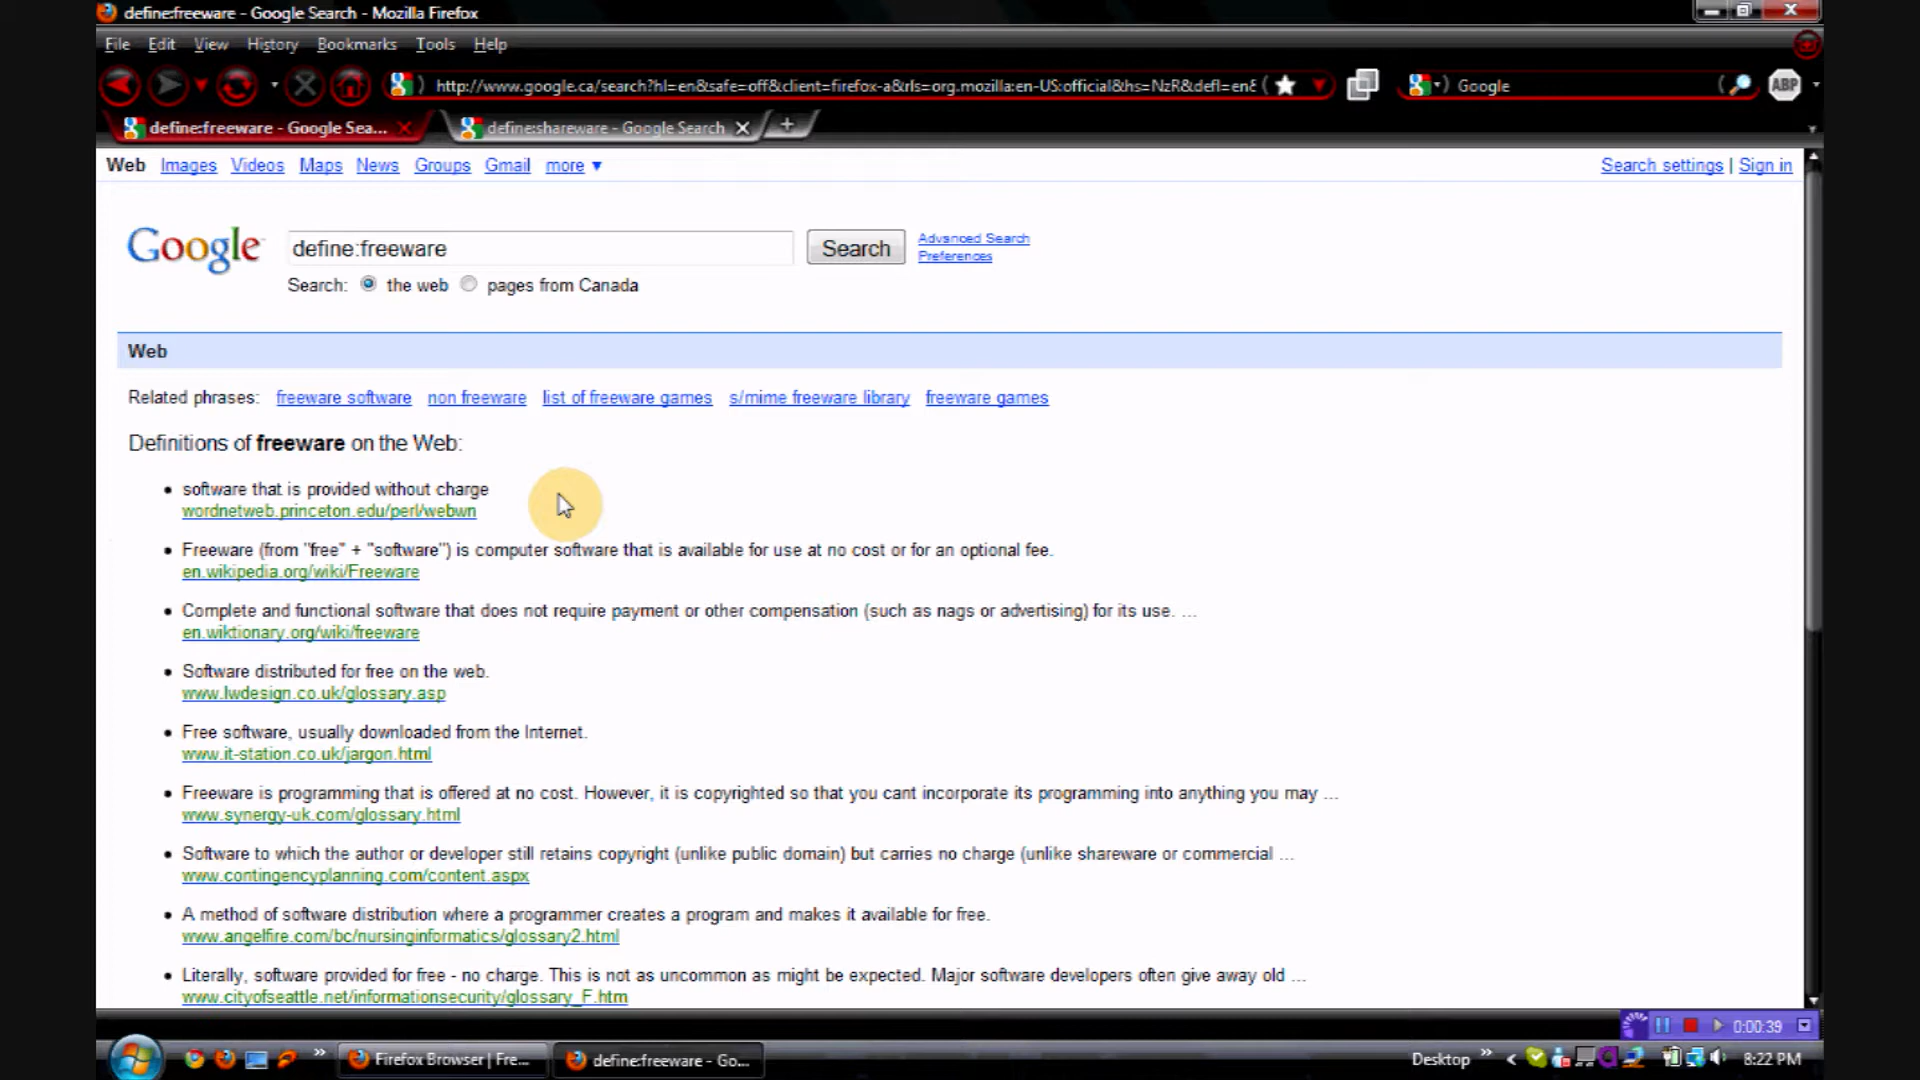 define:freeware - Google Search - Mozilla Firefox
File Edit View History Bookmarks Tools Help
http://www.google.ca/search?hl=en&safe=off&client=firefox-a&rls=org.mozilla:en-US:official&hs=NzR&defl=en& Google ABP
define:freeware - Google Sea... define:shareware - Google Search
Web Images Videos Maps News Groups Gmail more ▼ Search settings | Sign in
Google define:freeware Search Advanced Search
Preferences
Search: the web pages from Canada
Web
Related phrases: freeware software non freeware list of freeware games s/mime freeware library freeware games
Definitions of freeware on the Web:
• software that is provided without charge
wordnetweb.princeton.edu/perl/webwn
• Freeware (from "free" + "software") is computer software that is available for use at no cost or for an optional fee.
en.wikipedia.org/wiki/Freeware
• Complete and functional software that does not require payment or other compensation (such as nags or advertising) for its use. ...
en.wiktionary.org/wiki/freeware
• Software distributed for free on the web.
www.lwdesign.co.uk/glossary.asp
• Free software, usually downloaded from the Internet.
www.it-station.co.uk/jargon.html
• Freeware is programming that is offered at no cost. However, it is copyrighted so that you cant incorporate its programming into anything you may ...
www.synergy-uk.com/glossary.html
• Software to which the author or developer still retains copyright (unlike public domain) but carries no charge (unlike shareware or commercial ...
www.contingencyplanning.com/content.aspx
• A method of software distribution where a programmer creates a program and makes it available for free.
www.angelfire.com/bc/nursinginformatics/glossary2.html
• Literally, software provided for free - no charge. This is not as uncommon as might be expected. Major software developers often give away old ...
www.cityofseattle.net/informationsecurity/glossary_F.htm
0:00:39
Firefox Browser | Fre... define:freeware - Go... Desktop 8:22 PM